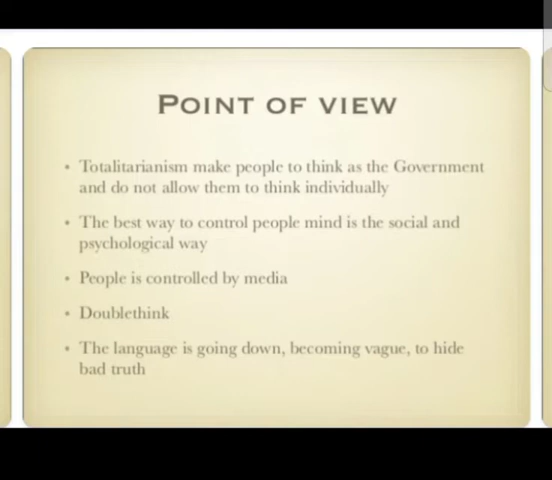 POINT OF VIEW
• Totalitarianism make people to think as the Government
and do not allow them to think individually
• The best way to control people mind is the social and
psychological way
• People is controlled by media
• Doublethink
• The language is going down, becoming vague, to hide
bad truth